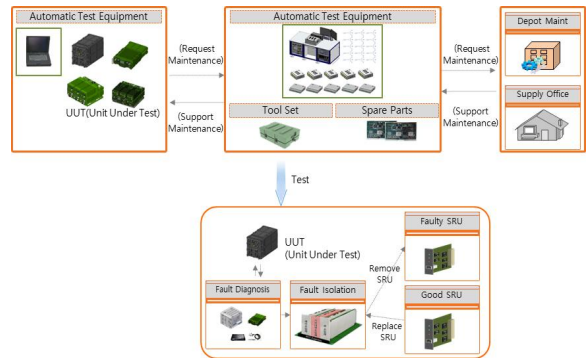 Automatic Test Equipment
UUT(Unit Under Test)
(Request
Maintenance)
(Support
Maintenance)
Automatic Test Equipment
Tool Set
Spare Parts
(Request
Maintenance)
(Support
Maintenance)
Depot Maint
Supply Office
Test
UUT
(Unit Under Test)
Fault Diagnosis
Fault Isolation
Remove
SRU
Replace
SRU
Faulty SRU
Good SRU